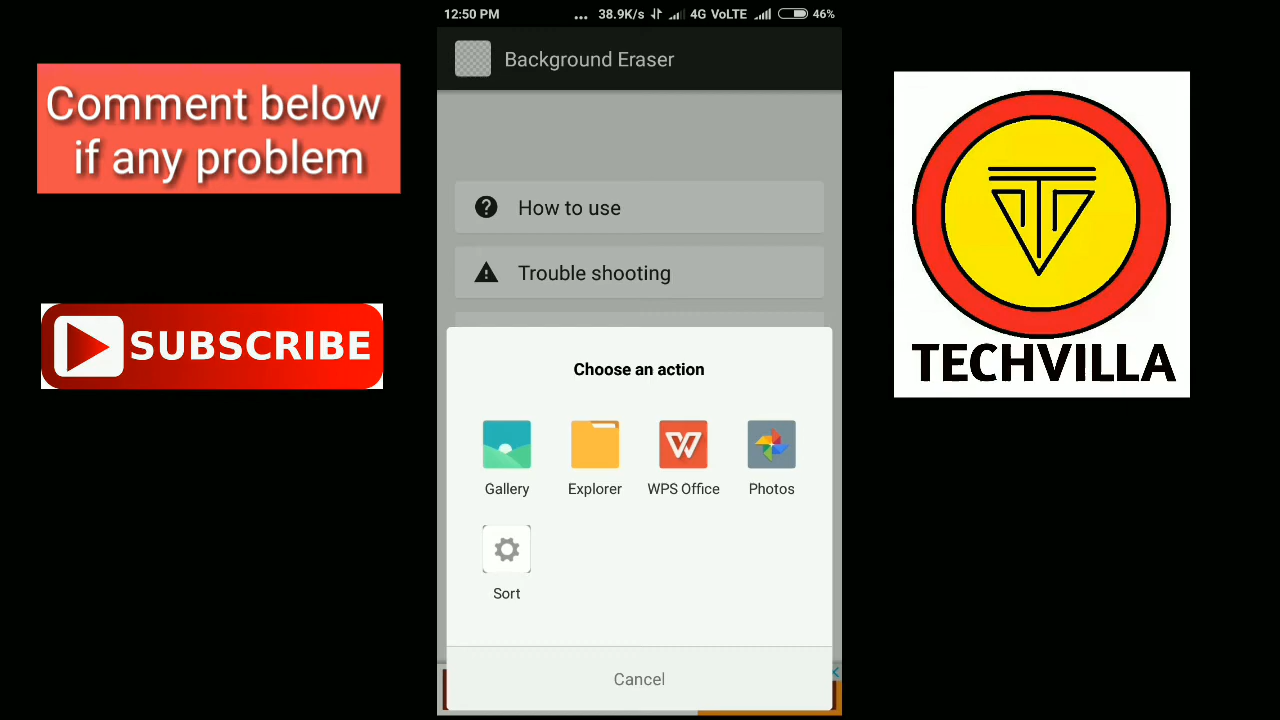 12:50 PM ... 38.9K/s 4G VoLTE 46%
Background Eraser
Comment below
if any problem
How to use
Trouble shooting
SUBSCRIBE
TECHVILLA
Choose an action
Gallery Explorer WPS Office Photos
Sort
Cancel